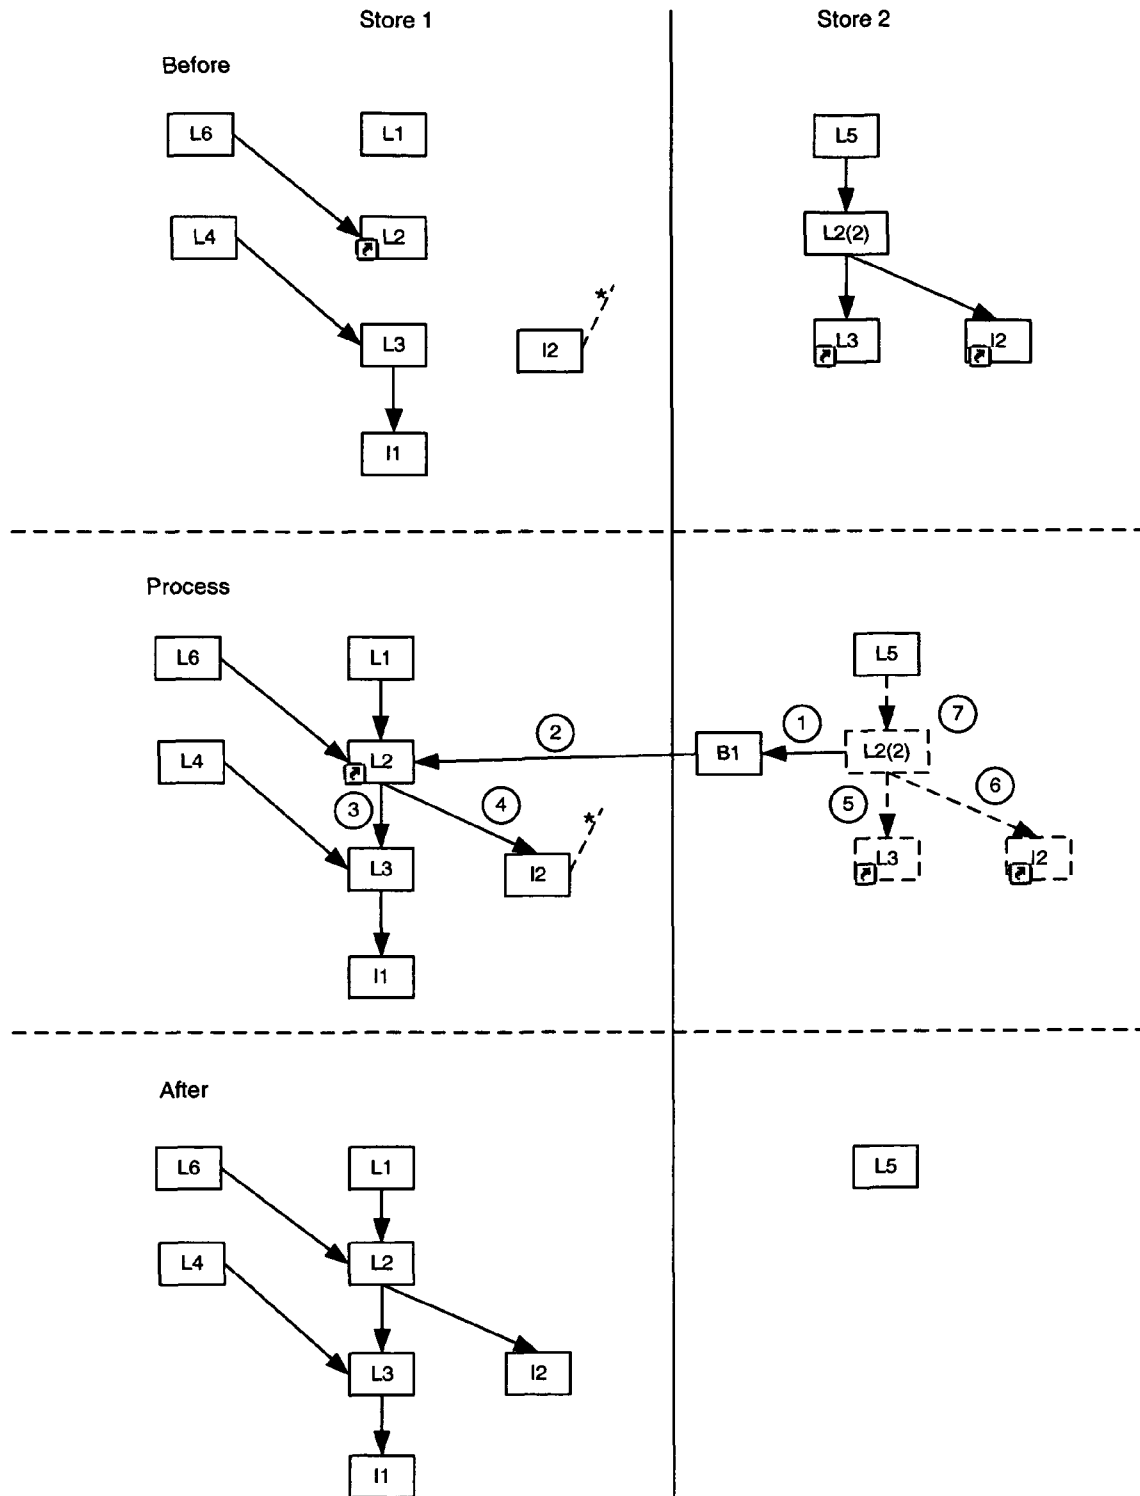 Store 1
Store 2
Before
L6
L1
L5
L4
L2
L2(2)
*
L3
I2
L3
I2
I1
Process
L6
L1
L5
2
1
7
L4
L2
B1
L2(2)
3
4
5
6
*
L3
I2
L3
I2
I1
After
L6
L1
L5
L4
L2
L3
I2
I1